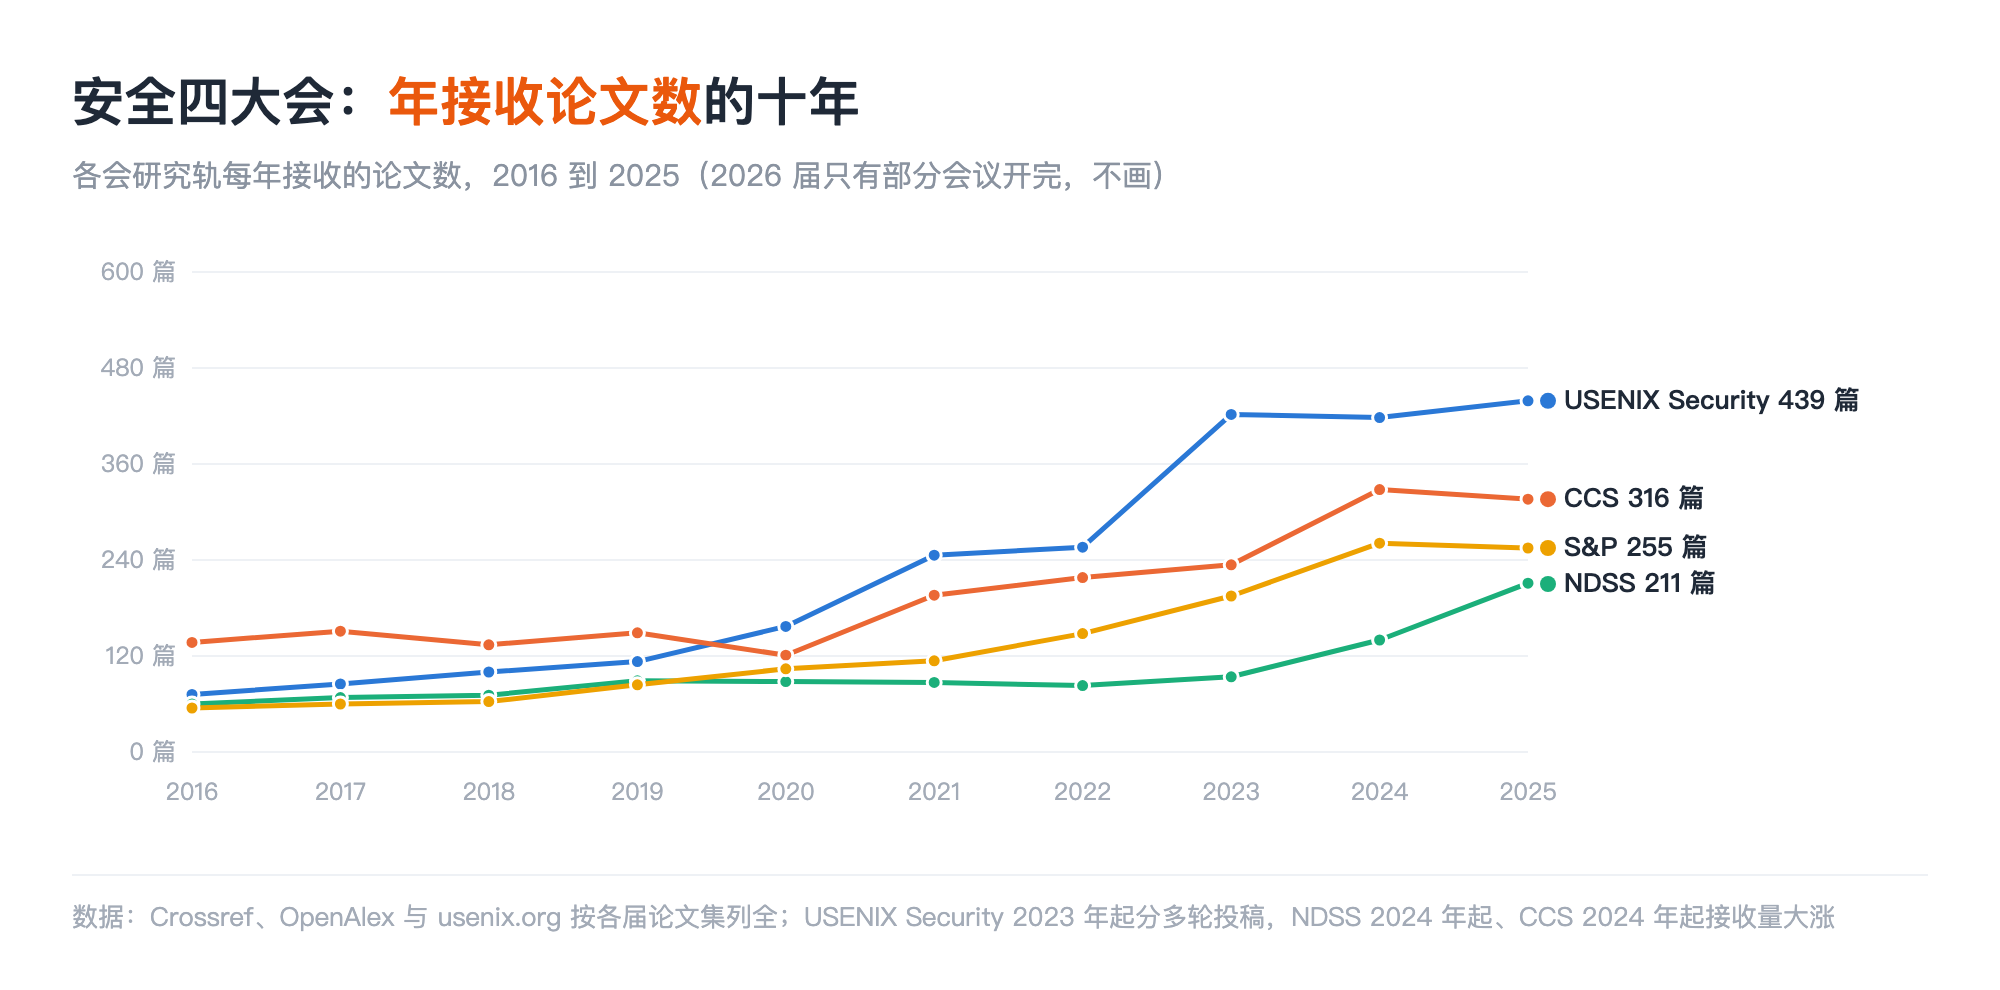 安全四大会：年接收论文数的十年
各会研究轨每年接收的论文数，2016 到 2025（2026 届只有部分会议开完，不画）
600 篇
480 篇
360 篇
240 篇
120 篇
0 篇
USENIX Security 439 篇
CCS 316 篇
S&P 255 篇
NDSS 211 篇
2016 2017 2018 2019 2020 2021 2022 2023 2024 2025
数据：Crossref、OpenAlex 与 usenix.org 按各届论文集列全；USENIX Security 2023 年起分多轮投稿，NDSS 2024 年起、CCS 2024 年起接收量大涨